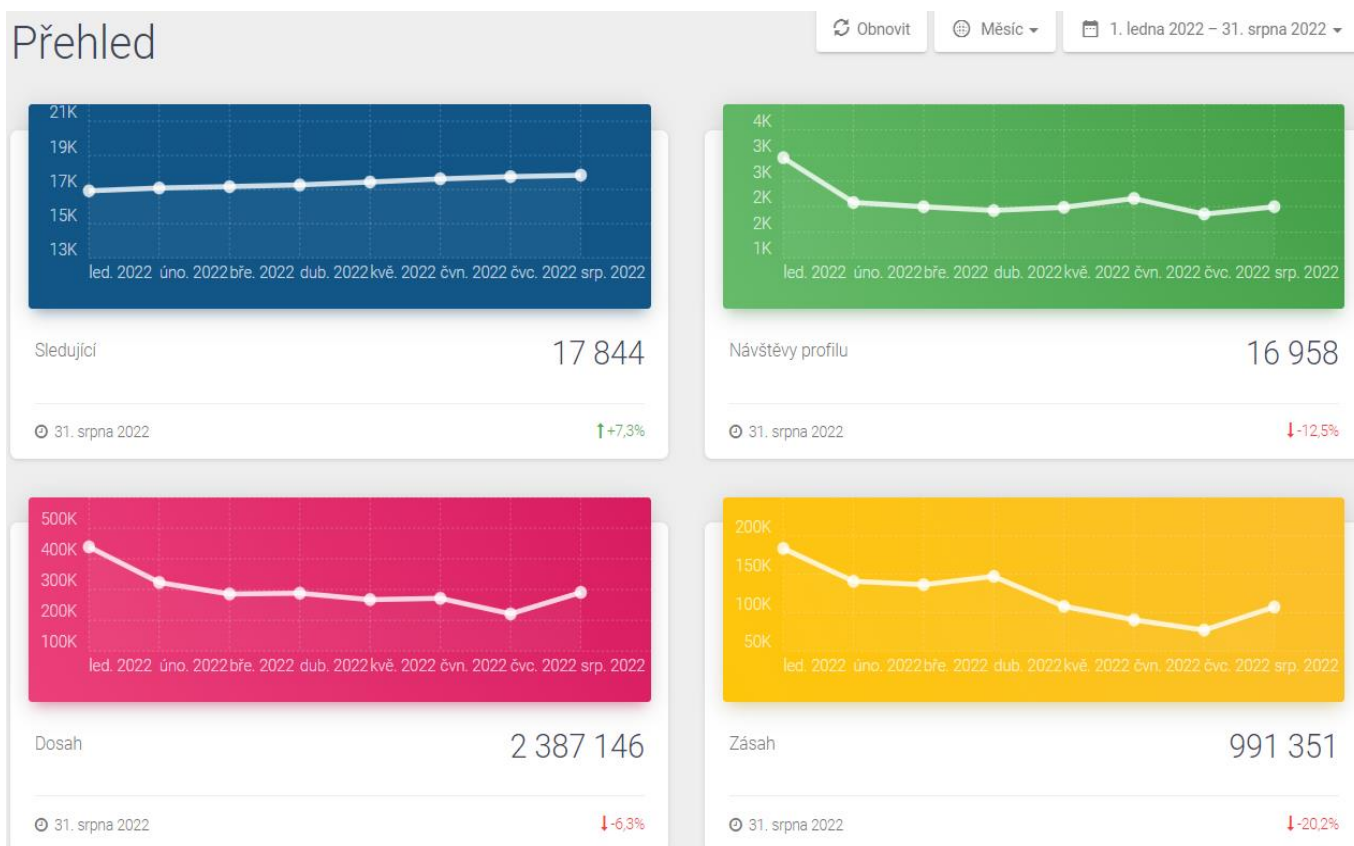 Přehled
Obnovit
Měsíc
1. ledna 2022 – 31. srpna 2022
21K
19K
17K
15K
13K
led. 2022 úno. 2022 bře. 2022 dub. 2022 kvě. 2022 čvn. 2022 čvc. 2022 srp. 2022
Sledující
17 844
31. srpna 2022
+7,3%
4K
3K
3K
2K
2K
1K
led. 2022 úno. 2022 bře. 2022 dub. 2022 kvě. 2022 čvn. 2022 čvc. 2022 srp. 2022
Návštěvy profilu
16 958
31. srpna 2022
-12,5%
500K
400K
300K
200K
100K
led. 2022 úno. 2022 bře. 2022 dub. 2022 kvě. 2022 čvn. 2022 čvc. 2022 srp. 2022
Dosah
2 387 146
31. srpna 2022
-6,3%
200K
150K
100K
50K
led. 2022 úno. 2022 bře. 2022 dub. 2022 kvě. 2022 čvn. 2022 čvc. 2022 srp. 2022
Zásah
991 351
31. srpna 2022
-20,2%